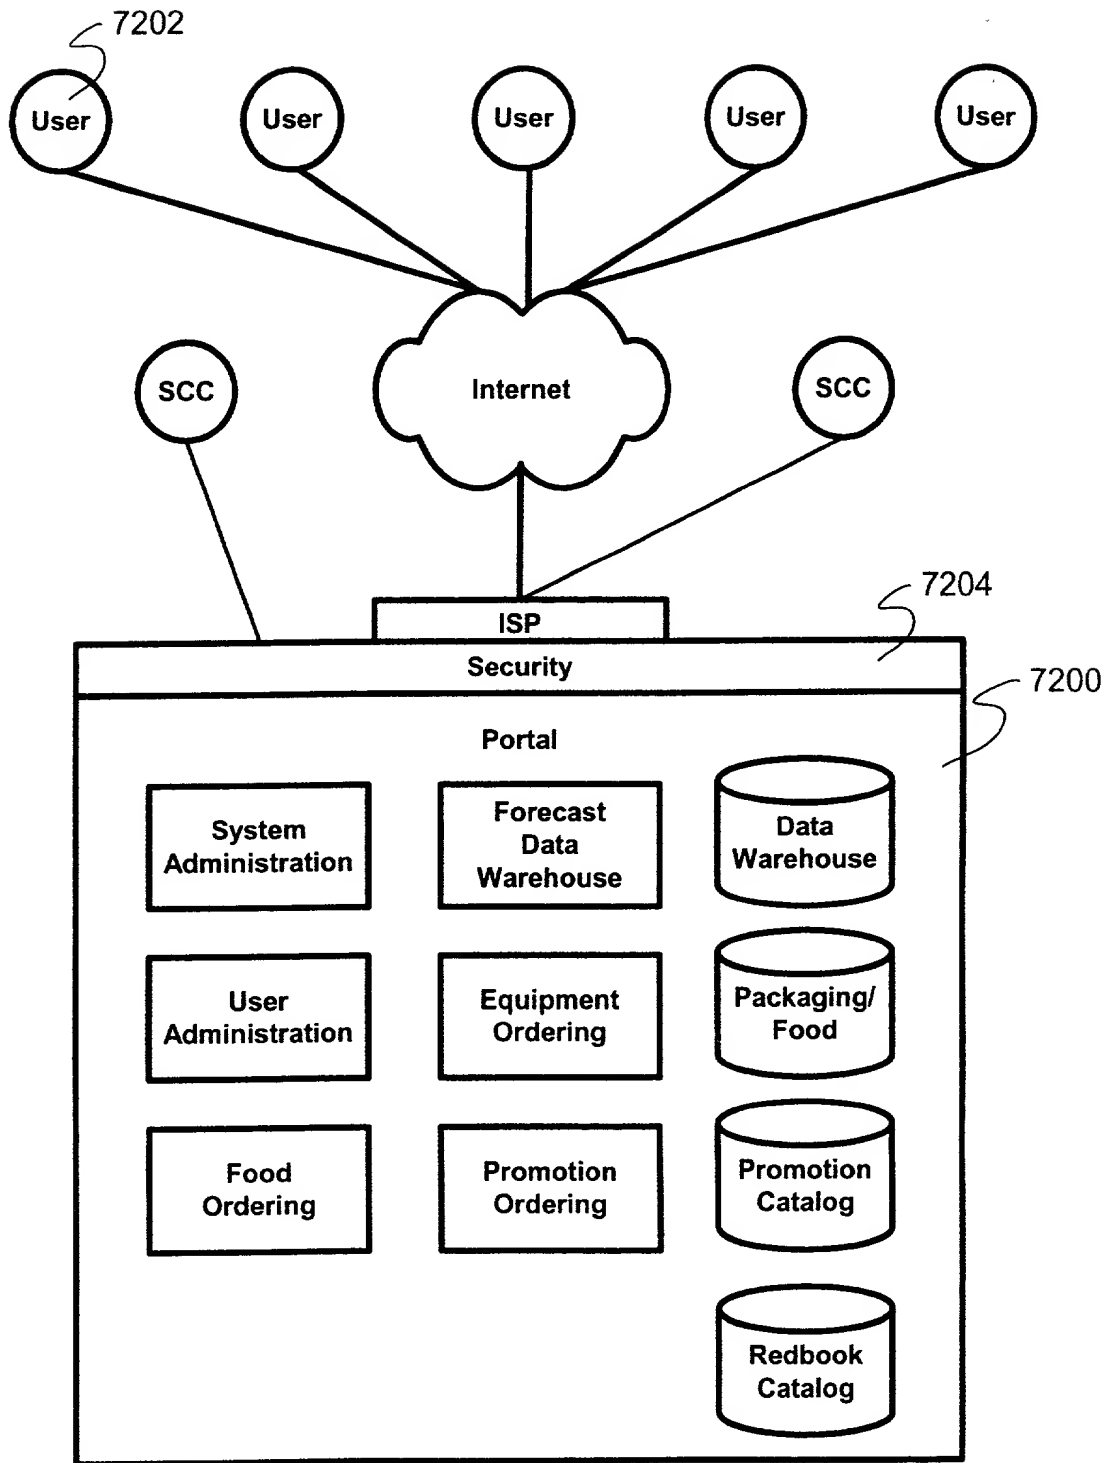 7202
User
User
User
User
User
SCC
Internet
SCC
7204
ISP
Security
7200
Portal
System
Administration
Forecast
Data
Warehouse
Data
Warehouse
User
Administration
Equipment
Ordering
Packaging/
Food
Food
Ordering
Promotion
Ordering
Promotion
Catalog
Redbook
Catalog